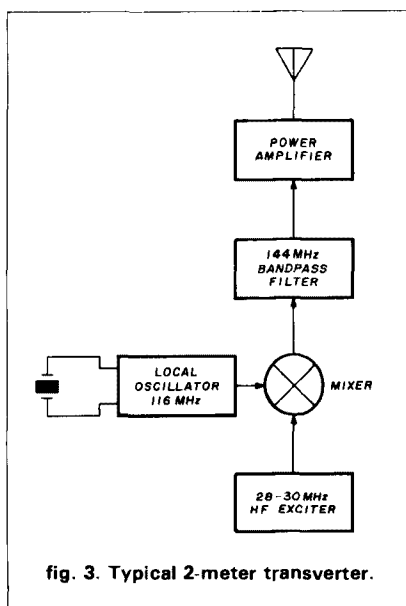 POWER
AMPLIFIER
144 MHz
BANDPASS
FILTER
LOCAL
OSCILLATOR
116 MHz
MIXER
28-30 MHz
HF EXCITER
fig. 3. Typical 2-meter transverter.